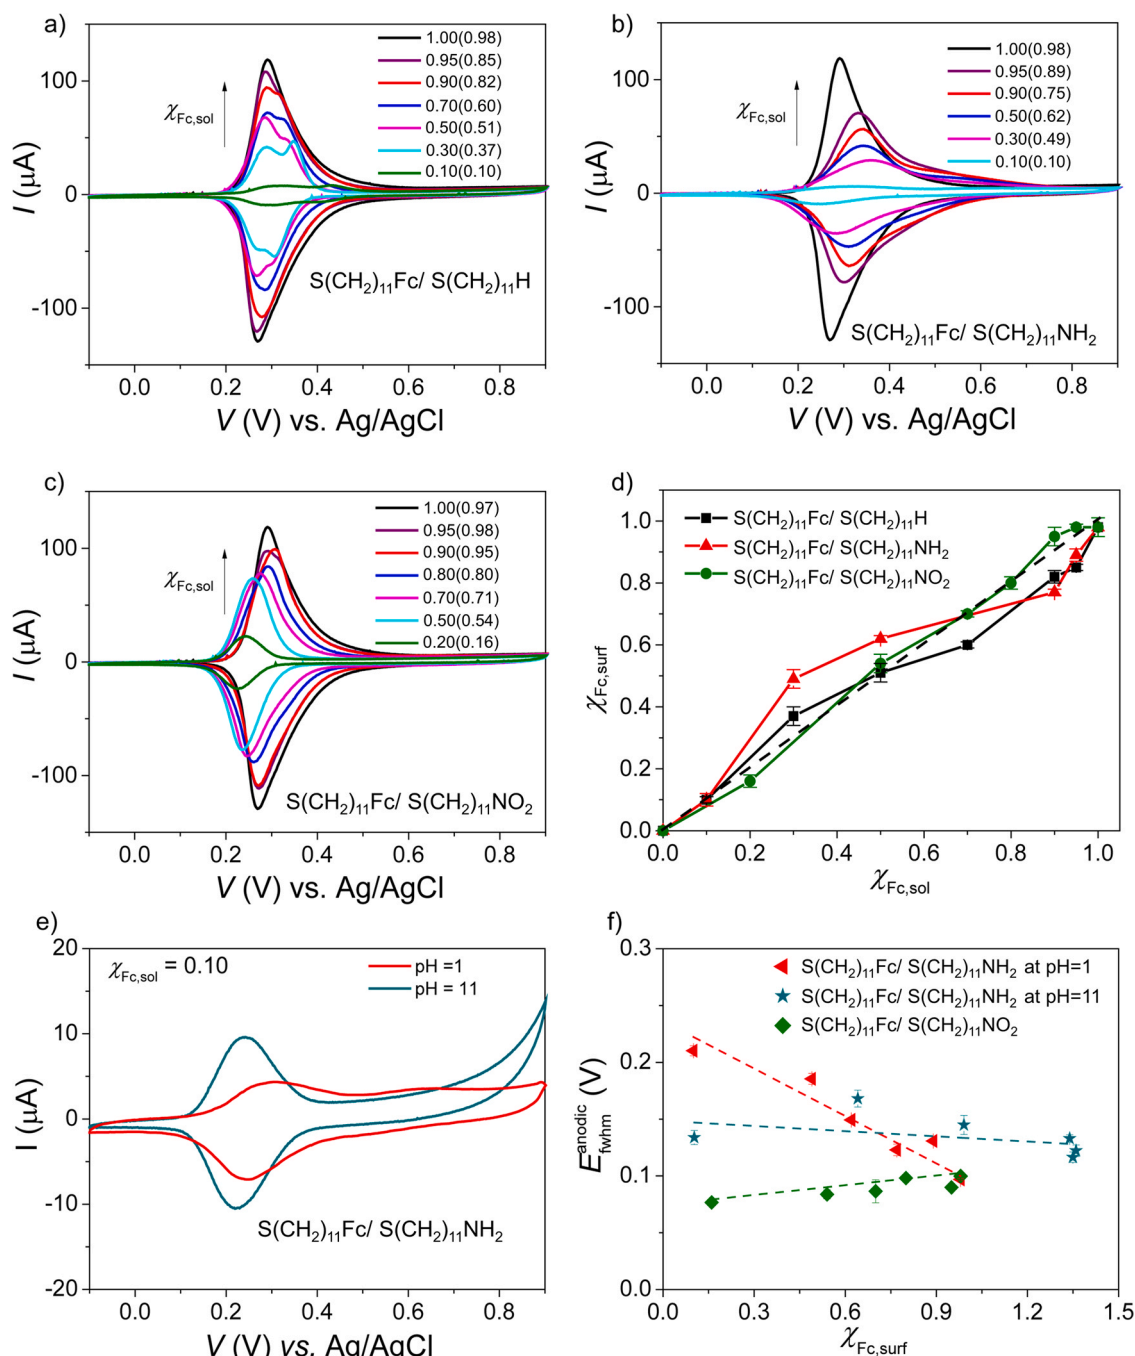 a)
1.00(0.98)
0.95(0.85)
0.90(0.82)
0.70(0.60)
0.50(0.51)
0.30(0.37)
0.10(0.10)
χFc,sol
100
0
-100
I (μA)
S(CH2)11Fc/ S(CH2)11H
0.0 0.2 0.4 0.6 0.8
V (V) vs. Ag/AgCl
b)
1.00(0.98)
0.95(0.89)
0.90(0.75)
0.50(0.62)
0.30(0.49)
0.10(0.10)
χFc,sol
100
0
-100
I (μA)
S(CH2)11Fc/ S(CH2)11NH2
0.0 0.2 0.4 0.6 0.8
V (V) vs. Ag/AgCl
c)
1.00(0.97)
0.95(0.98)
0.90(0.95)
0.80(0.80)
0.70(0.71)
0.50(0.54)
0.20(0.16)
χFc,sol
100
0
-100
I (μA)
S(CH2)11Fc/ S(CH2)11NO2
0.0 0.2 0.4 0.6 0.8
V (V) vs. Ag/AgCl
d)
S(CH2)11Fc/ S(CH2)11H
S(CH2)11Fc/ S(CH2)11NH2
S(CH2)11Fc/ S(CH2)11NO2
1.0
0.8
0.6
0.4
0.2
0.0
χFc,surf
0.0 0.2 0.4 0.6 0.8 1.0
χFc,sol
e)
χFc,sol = 0.10
pH =1
pH = 11
20
10
0
-10
-20
I (μA)
S(CH2)11Fc/ S(CH2)11NH2
0.0 0.2 0.4 0.6 0.8
V (V) vs. Ag/AgCl
f)
S(CH2)11Fc/ S(CH2)11NH2 at pH=1
S(CH2)11Fc/ S(CH2)11NH2 at pH=11
S(CH2)11Fc/ S(CH2)11NO2
0.3
0.2
0.1
0.0
E anodic fwhm (V)
0.0 0.3 0.6 0.9 1.2 1.5
χFc,surf